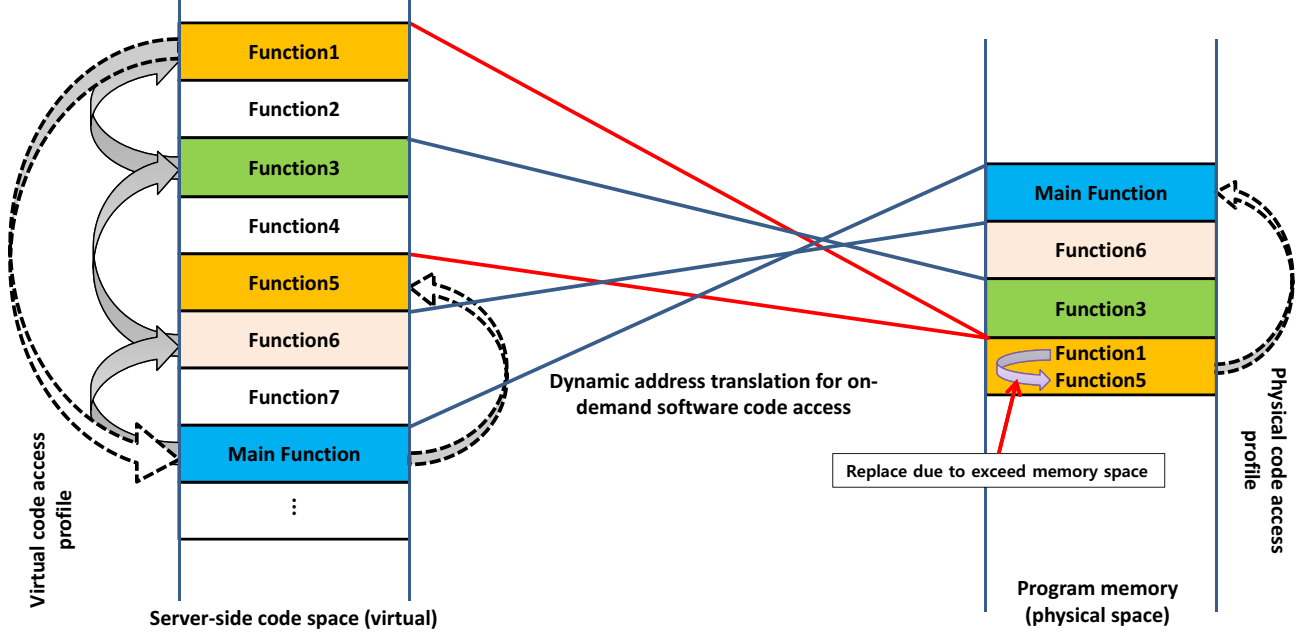 Function1
Function2
Function3
Function4
Function5
Function6
Function7
Main Function
⋮
Virtual code access
profile
Server-side code space (virtual)
Dynamic address translation for on-
demand software code access
Main Function
Function6
Function3
Function1
Function5
Replace due to exceed memory space
Physical code access
profile
Program memory
(physical space)